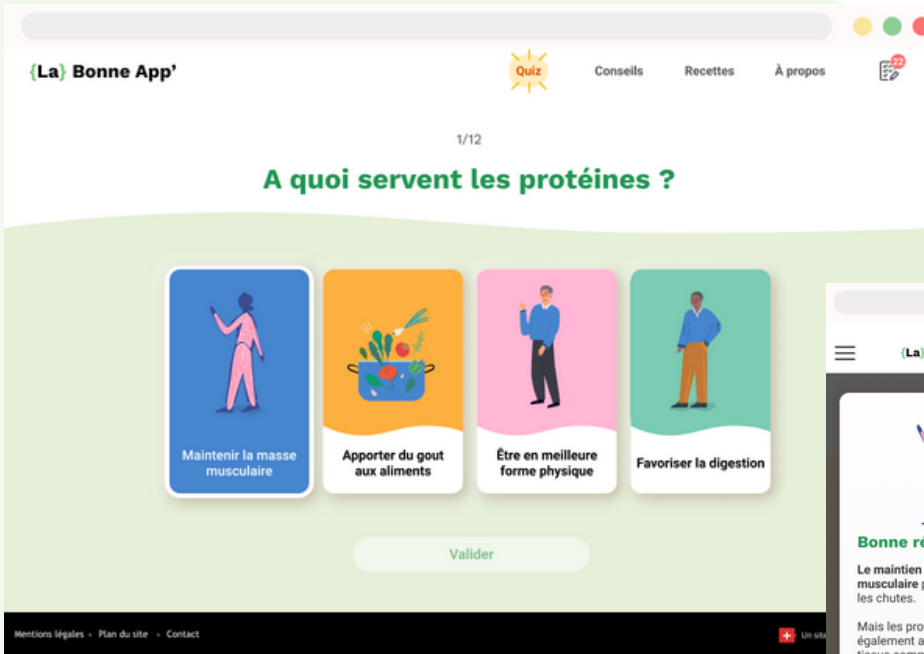 {La} Bonne App'
Quiz
Conseils
Recettes
À propos
22
1/12
A quoi servent les protéines ?
Maintenir la masse
musculaire
Apporter du gout
aux aliments
Être en meilleure
forme physique
Favoriser la digestion
Valider
Mentions légales • Plan du site • Contact
Un site
{La}
Bonne
Le maintien
musculaire
les chutes.
Mais les
également